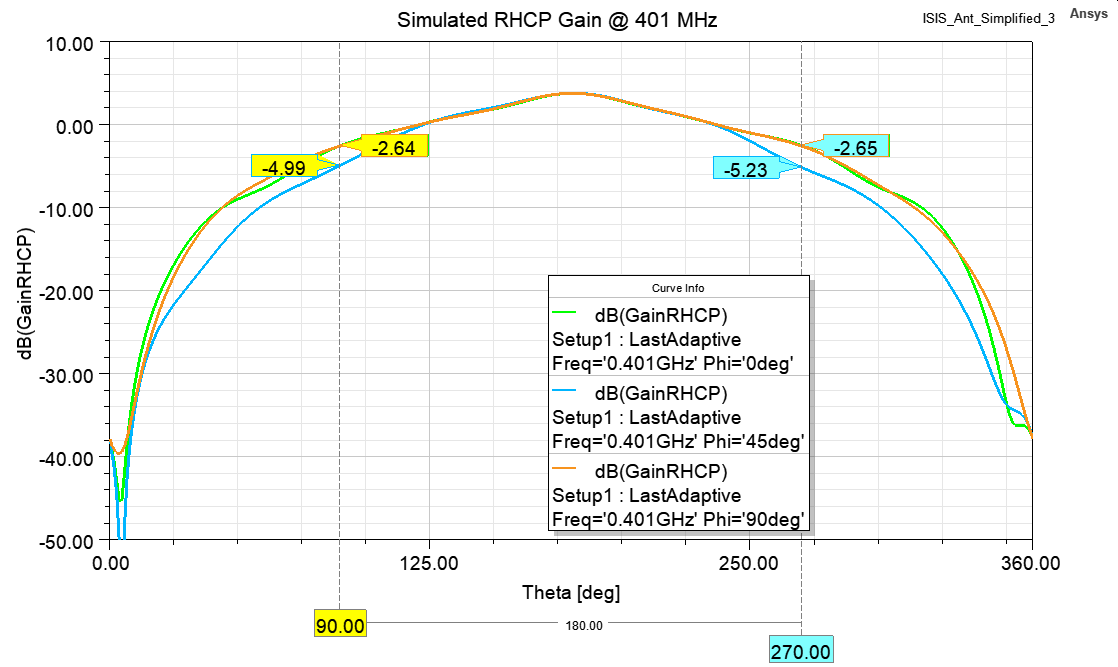 Simulated RHCP Gain @ 401 MHz
ISIS_Ant_Simplified_3
Ansys
10.00
0.00
-10.00
-20.00
-30.00
-40.00
-50.00
dB(GainRHCP)
-4.99
-2.64
-5.23
-2.65
Curve Info
dB(GainRHCP)
Setup1 : LastAdaptive
Freq='0.401GHz' Phi='0deg'
dB(GainRHCP)
Setup1 : LastAdaptive
Freq='0.401GHz' Phi='45deg'
dB(GainRHCP)
Setup1 : LastAdaptive
Freq='0.401GHz' Phi='90deg'
0.00
125.00
250.00
360.00
Theta [deg]
90.00
180.00
270.00